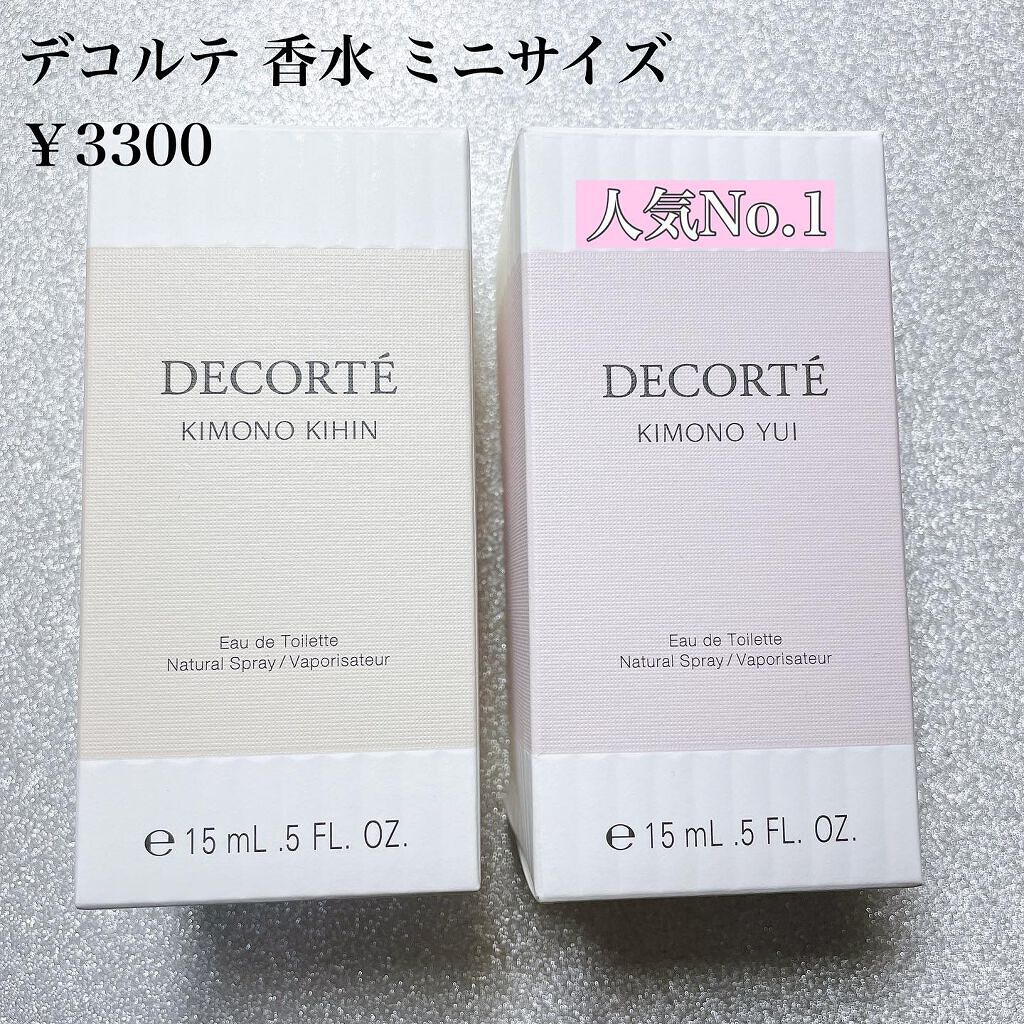 デコルテ 香水 ミニサイズ
￥3300
DECORTÉ
KIMONO KIHIN
Eau de Toilette
Natural Spray/Vaporisateur
℮ 15 mL .5 FL. OZ.
人気No.1
DECORTÉ
KIMONO YUI
Eau de Toilette
Natural Spray/Vaporisateur
℮ 15 mL .5 FL. OZ.